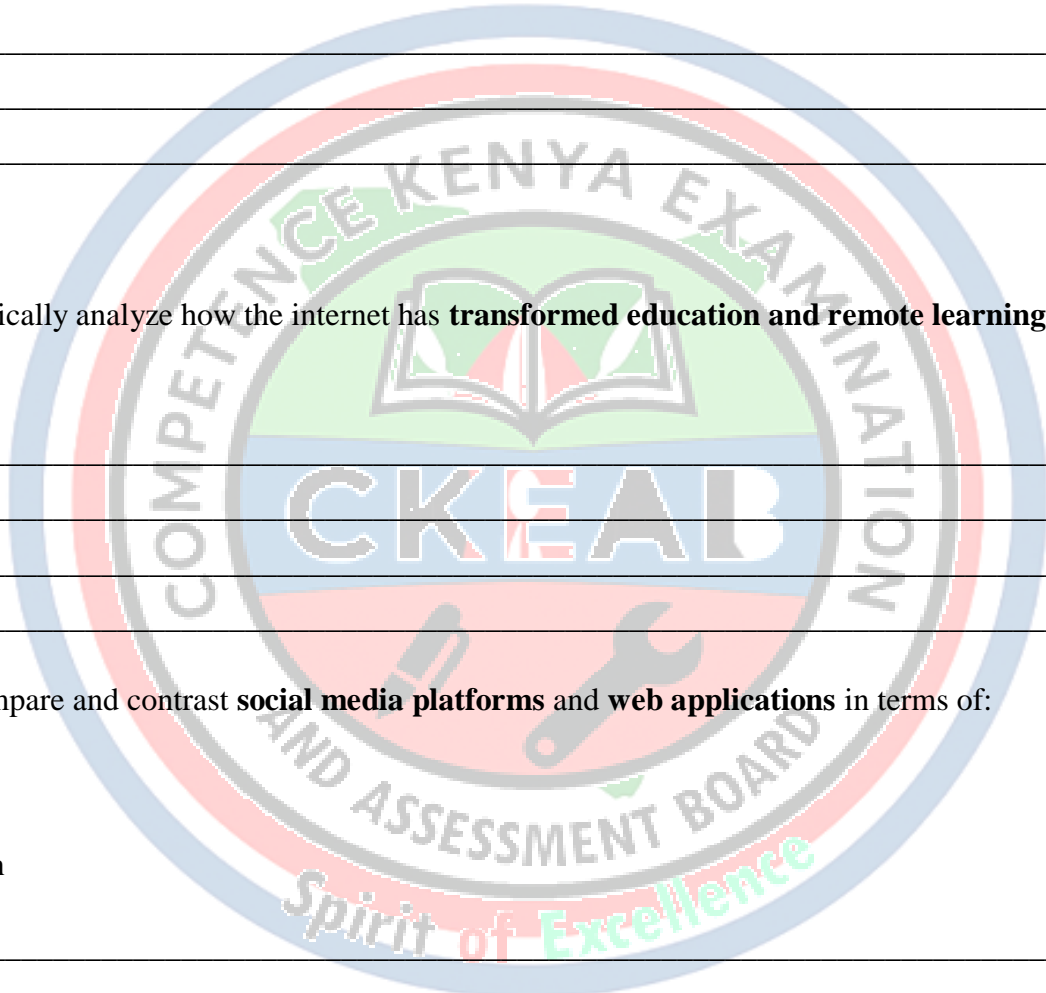 ically analyze how the internet has transformed education and remote learning
mpare and contrast social media platforms and web applications in terms of:
n
COMPETENCE KENYA EXAMINATION
CKEAB
AND ASSESSMENT BOARD
Spirit of Excellence